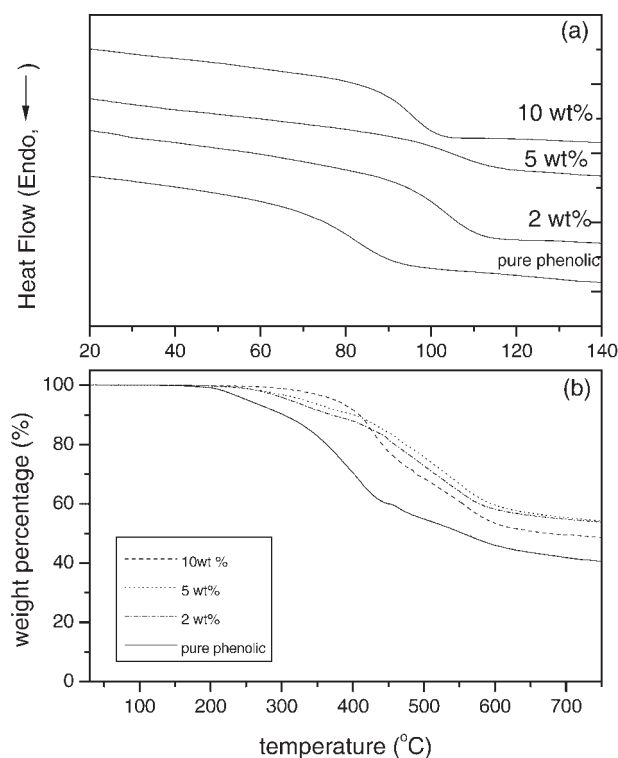 (a)
10 wt%
5 wt%
2 wt%
pure phenolic
Heat Flow (Endo, → )
20 40 60 80 100 120 140
(b)
100
80
60
40
20
0
weight percentage (%)
10wt %
5 wt%
2 wt%
pure phenolic
100 200 300 400 500 600 700
temperature (°C)